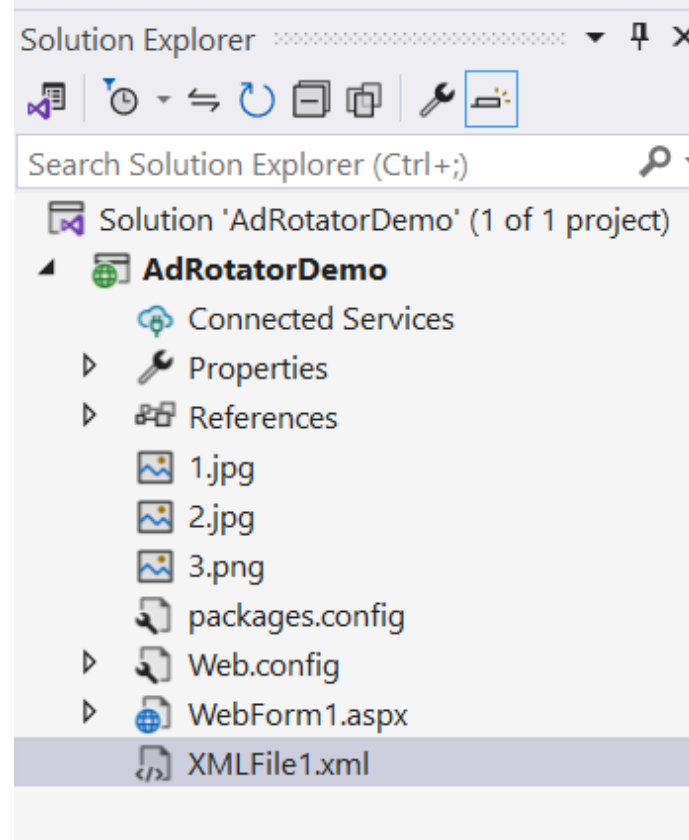 Solution Explorer
Search Solution Explorer (Ctrl+;)
Solution 'AdRotatorDemo' (1 of 1 project)
AdRotatorDemo
Connected Services
Properties
References
1.jpg
2.jpg
3.png
packages.config
Web.config
WebForm1.aspx
XMLFile1.xml